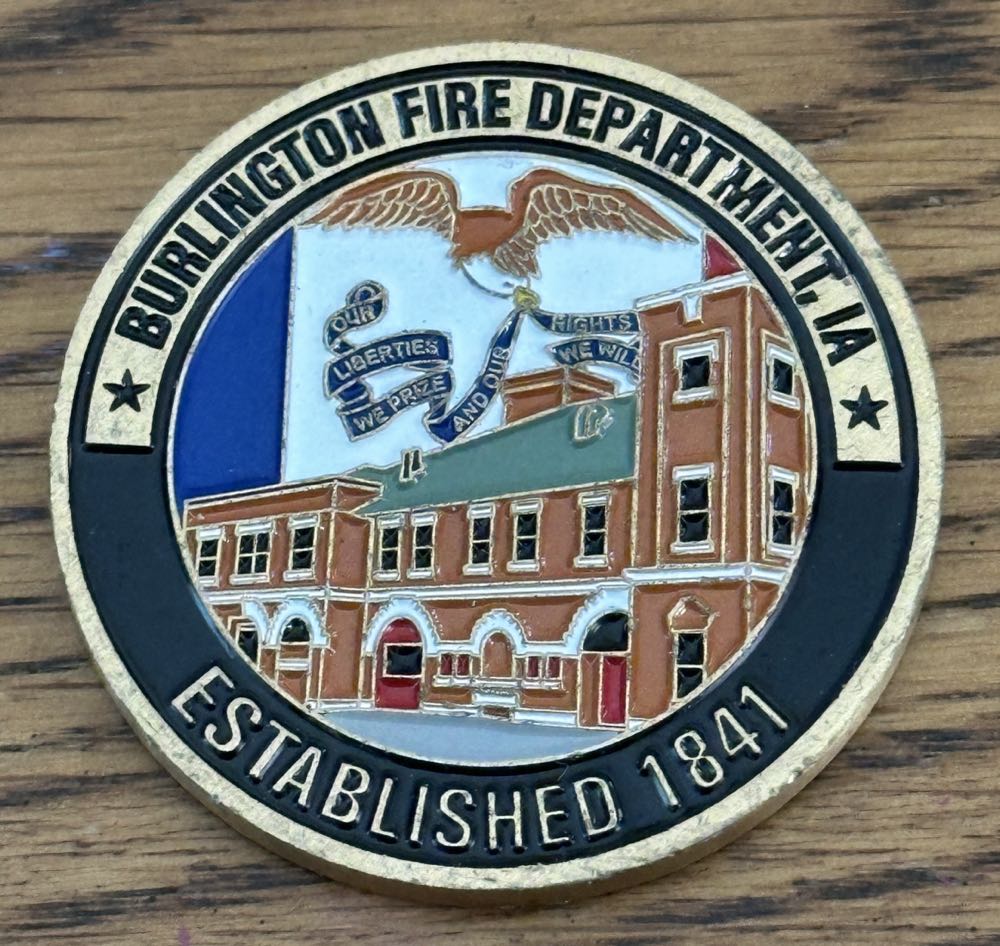 BURLINGTON FIRE DEPARTMENT, IA
OUR
LIBERTIES
WE PRIZE
AND OUR
RIGHTS
WE WILL
ESTABLISHED 1841